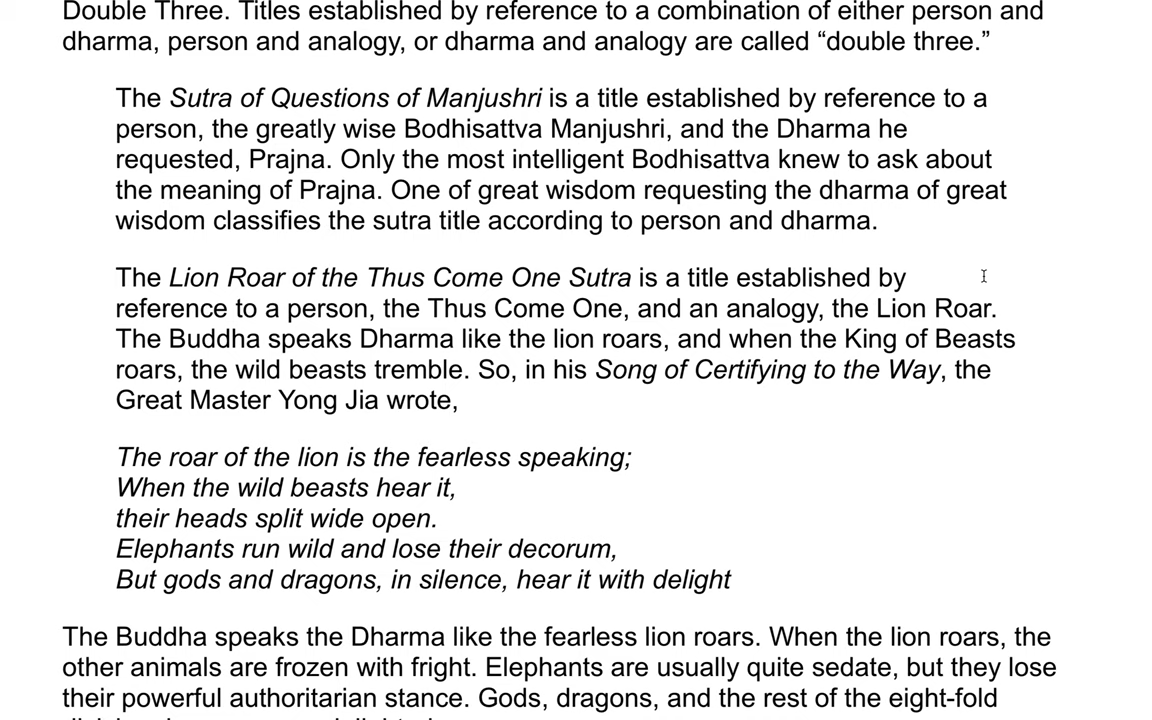 Double Three. Titles established by reference to a combination of either person and
dharma, person and analogy, or dharma and analogy are called “double three.”
The Sutra of Questions of Manjushri is a title established by reference to a
person, the greatly wise Bodhisattva Manjushri, and the Dharma he
requested, Prajna. Only the most intelligent Bodhisattva knew to ask about
the meaning of Prajna. One of great wisdom requesting the dharma of great
wisdom classifies the sutra title according to person and dharma.
The Lion Roar of the Thus Come One Sutra is a title established by
reference to a person, the Thus Come One, and an analogy, the Lion Roar.
The Buddha speaks Dharma like the lion roars, and when the King of Beasts
roars, the wild beasts tremble. So, in his Song of Certifying to the Way, the
Great Master Yong Jia wrote,
The roar of the lion is the fearless speaking;
When the wild beasts hear it,
their heads split wide open.
Elephants run wild and lose their decorum,
But gods and dragons, in silence, hear it with delight
The Buddha speaks the Dharma like the fearless lion roars. When the lion roars, the
other animals are frozen with fright. Elephants are usually quite sedate, but they lose
their powerful authoritarian stance. Gods, dragons, and the rest of the eight-fold